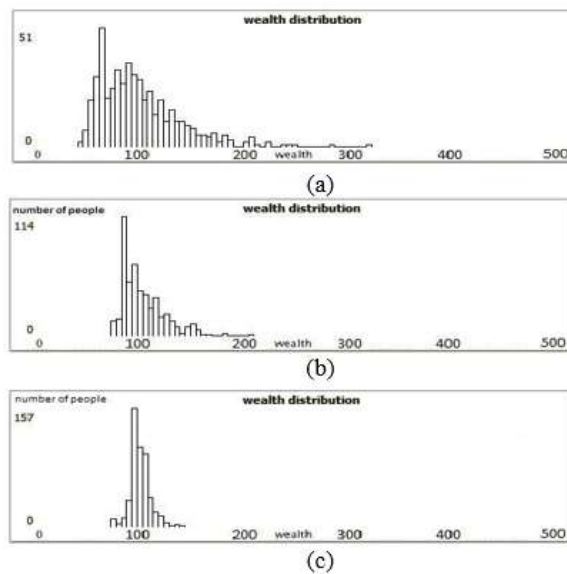 wealth distribution
51
0
0 100 wealth 200 300 400 500
(a)
number of people wealth distribution
114
0
0 100 200 wealth 300 400 500
(b)
number of people wealth distribution
157
0
0 100 200 wealth 300 400 500
(c)